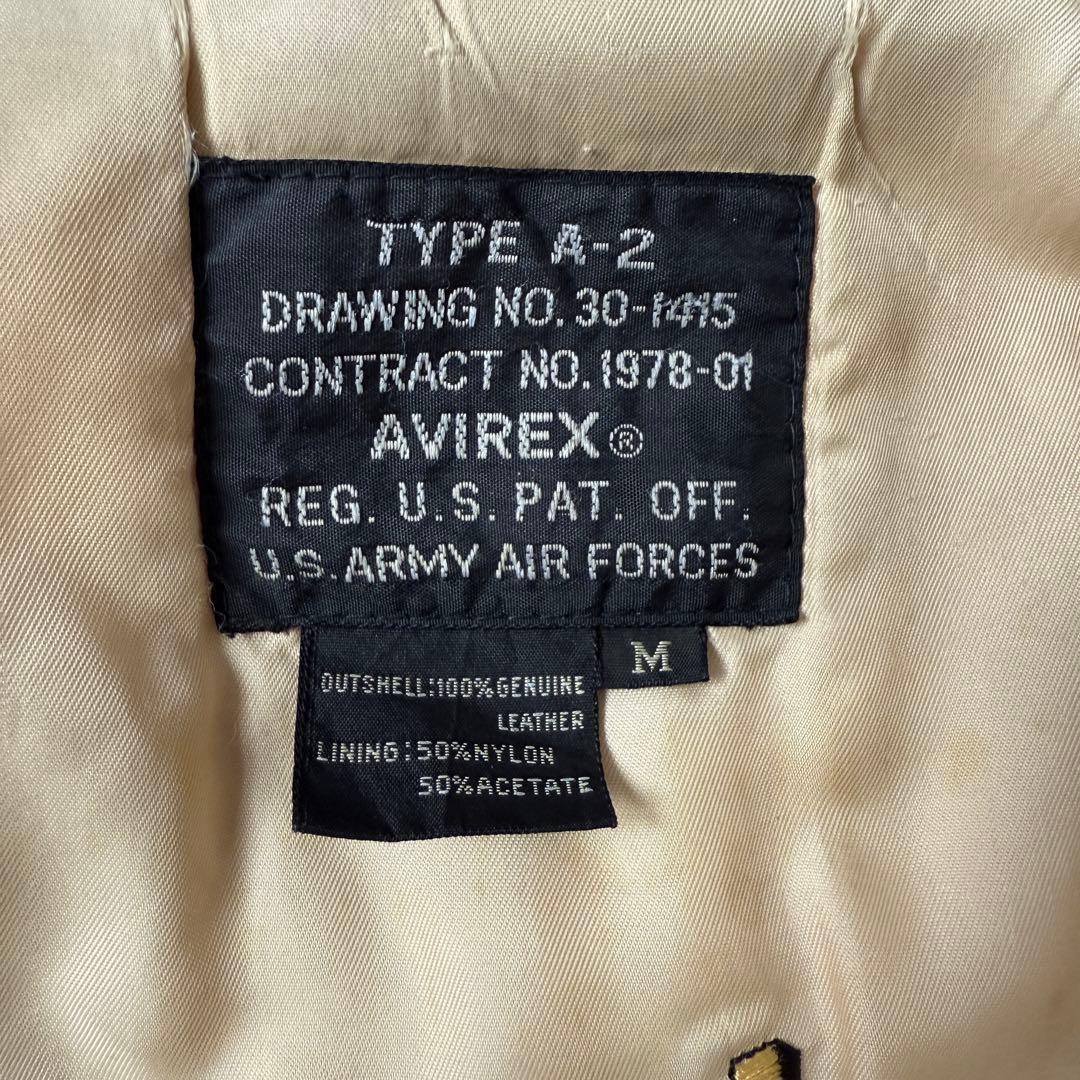 TYPE A-2
DRAWING NO. 30-1415
CONTRACT NO. 1978-01
AVIREX®
REG. U.S. PAT. OFF.
U.S. ARMY AIR FORCES
M
OUTSHELL:100%GENUINE
LEATHER
LINING:50%NYLON
50%ACETATE